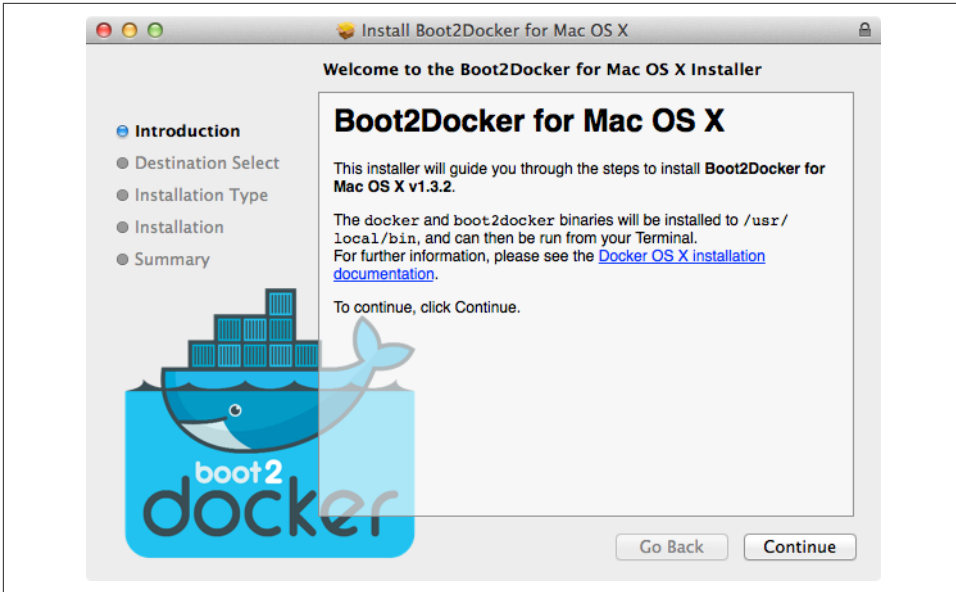 Install Boot2Docker for Mac OS X
Welcome to the Boot2Docker for Mac OS X Installer
Introduction
Destination Select
Installation Type
Installation
Summary
Boot2Docker for Mac OS X
This installer will guide you through the steps to install Boot2Docker for
Mac OS X v1.3.2.
The docker and boot2docker binaries will be installed to /usr/
local/bin, and can then be run from your Terminal.
For further information, please see the Docker OS X installation
documentation.
To continue, click Continue.
boot2
docker
Go Back
Continue